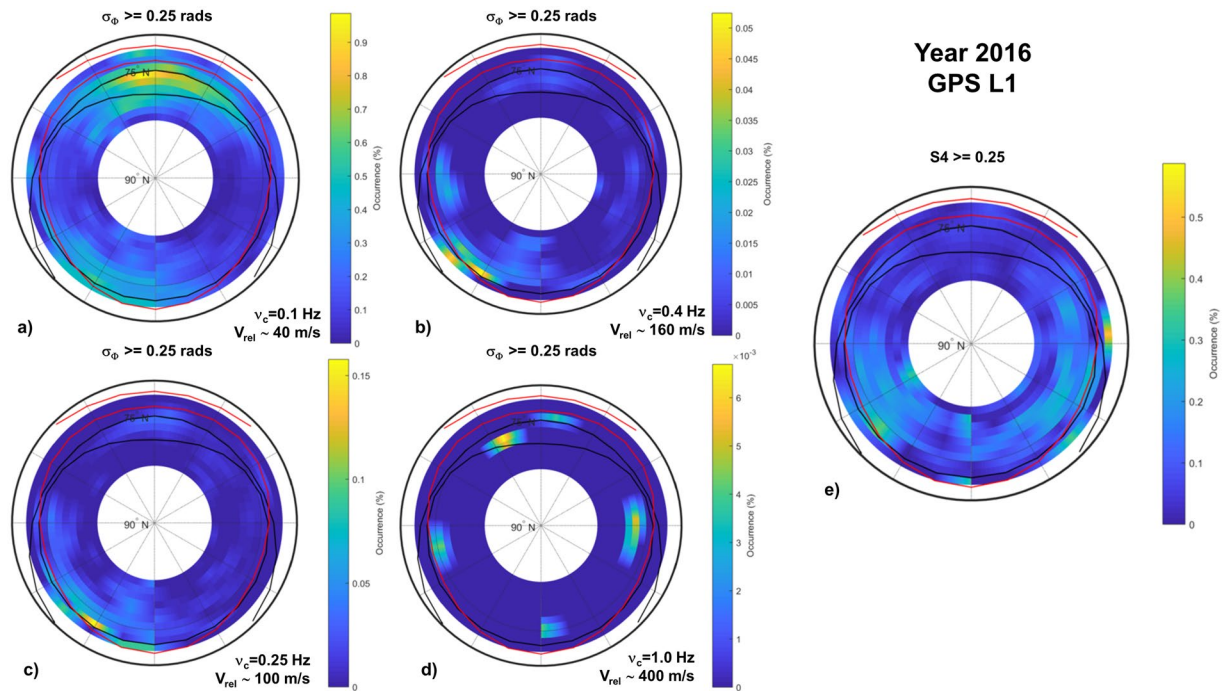 σΦ >= 0.25 rads
0.9
0.8
0.7
0.6
0.5
0.4
0.3
0.2
0.1
0
Occurrence (%)
75° N
90° N
a)
νc=0.1 Hz
Vrel ~ 40 m/s
σΦ >= 0.25 rads
0.05
0.045
0.04
0.035
0.03
0.025
0.02
0.015
0.01
0.005
0
Occurrence (%)
75° N
90° N
b)
νc=0.4 Hz
Vrel ~ 160 m/s
Year 2016
GPS L1
σΦ >= 0.25 rads
0.15
0.1
0.05
0
Occurrence (%)
75° N
90° N
c)
νc=0.25 Hz
Vrel ~ 100 m/s
σΦ >= 0.25 rads
×10-3
6
5
4
3
2
1
0
Occurrence (%)
90° N
d)
νc=1.0 Hz
Vrel ~ 400 m/s
S4 >= 0.25
0.5
0.4
0.3
0.2
0.1
0
Occurrence (%)
75° N
90° N
e)